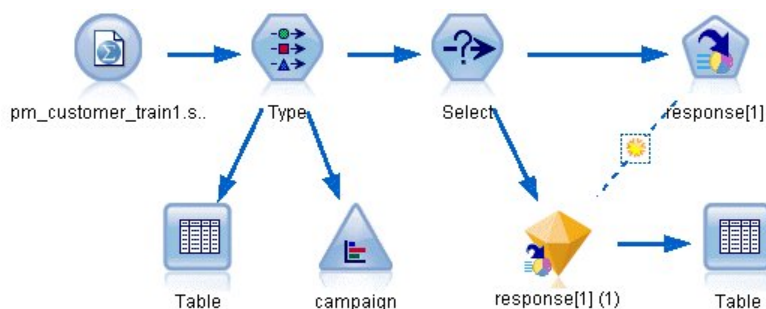 pm_customer_train1.s..
Type
Select
response[1]
Table
campaign
response[1] (1)
Table